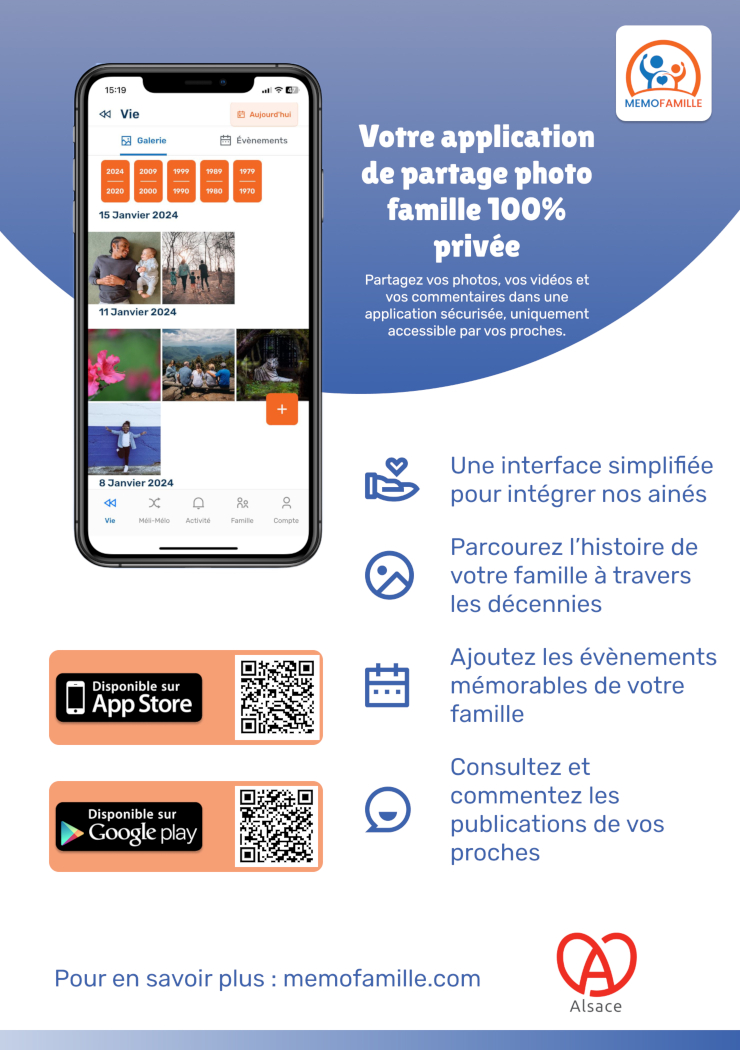 MEMOFAMILLE
15:19
Vie
Aujourd'hui
Galerie
Évènements
2024 2009 1999 1989 1979
2020 2000 1990 1980 1970
15 Janvier 2024
11 Janvier 2024
8 Janvier 2024
Vie Méli-Mélo Activité Famille Compte
Votre application
de partage photo
famille 100%
privée
Partagez vos photos, vos vidéos et
vos commentaires dans une
application sécurisée, uniquement
accessible par vos proches.
Une interface simplifiée
pour intégrer nos ainés
Parcourez l'histoire de
votre famille à travers
les décennies
Ajoutez les évènements
mémorables de votre
famille
Consultez et
commentez les
publications de vos
proches
Disponible sur
App Store
Disponible sur
Google play
Pour en savoir plus : memofamille.com
Alsace